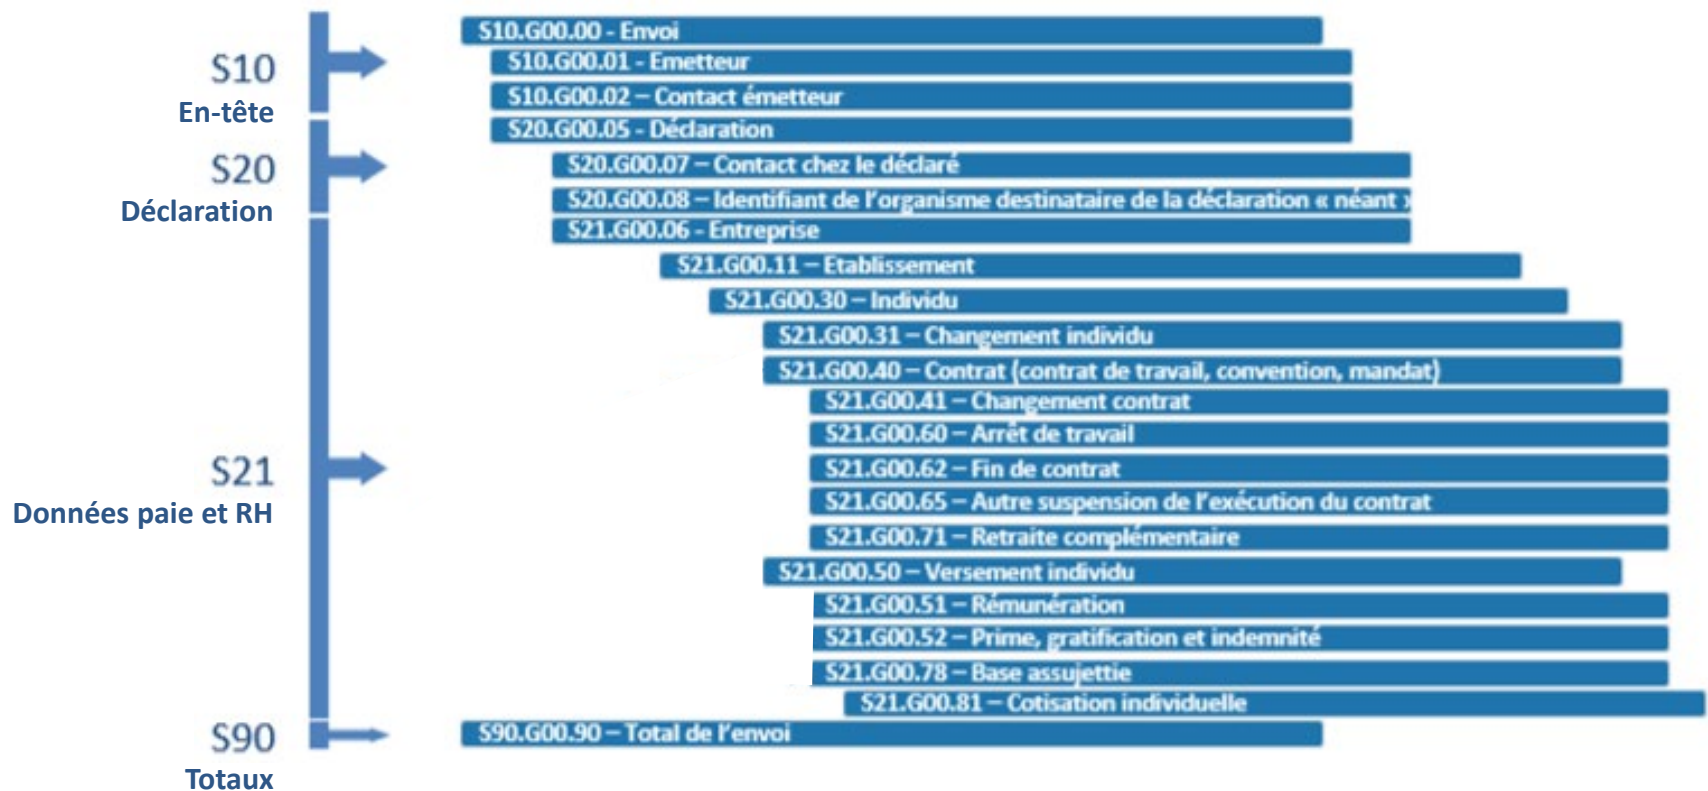 S10.G00.00 - Envoi
S10.G00.01 - Emetteur
S10
S10.G00.02 – Contact émetteur
En-tête
S20.G00.05 - Déclaration
S20.G00.07 – Contact chez le déclaré
S20
S20.G00.08 – Identifiant de l'organisme destinataire de la déclaration « néant »
Déclaration
S21.G00.06 - Entreprise
S21.G00.11 – Etablissement
S21.G00.30 – Individu
S21.G00.31 – Changement individu
S21.G00.40 – Contrat (contrat de travail, convention, mandat)
S21.G00.41 – Changement contrat
S21.G00.60 – Arrêt de travail
S21
S21.G00.62 – Fin de contrat
Données paie et RH
S21.G00.65 – Autre suspension de l'exécution du contrat
S21.G00.71 – Retraite complémentaire
S21.G00.50 – Versement individu
S21.G00.51 – Rémunération
S21.G00.52 – Prime, gratification et indemnité
S21.G00.78 – Base assujettie
S21.G00.81 – Cotisation individuelle
S90
S90.G00.90 – Total de l'envoi
Totaux